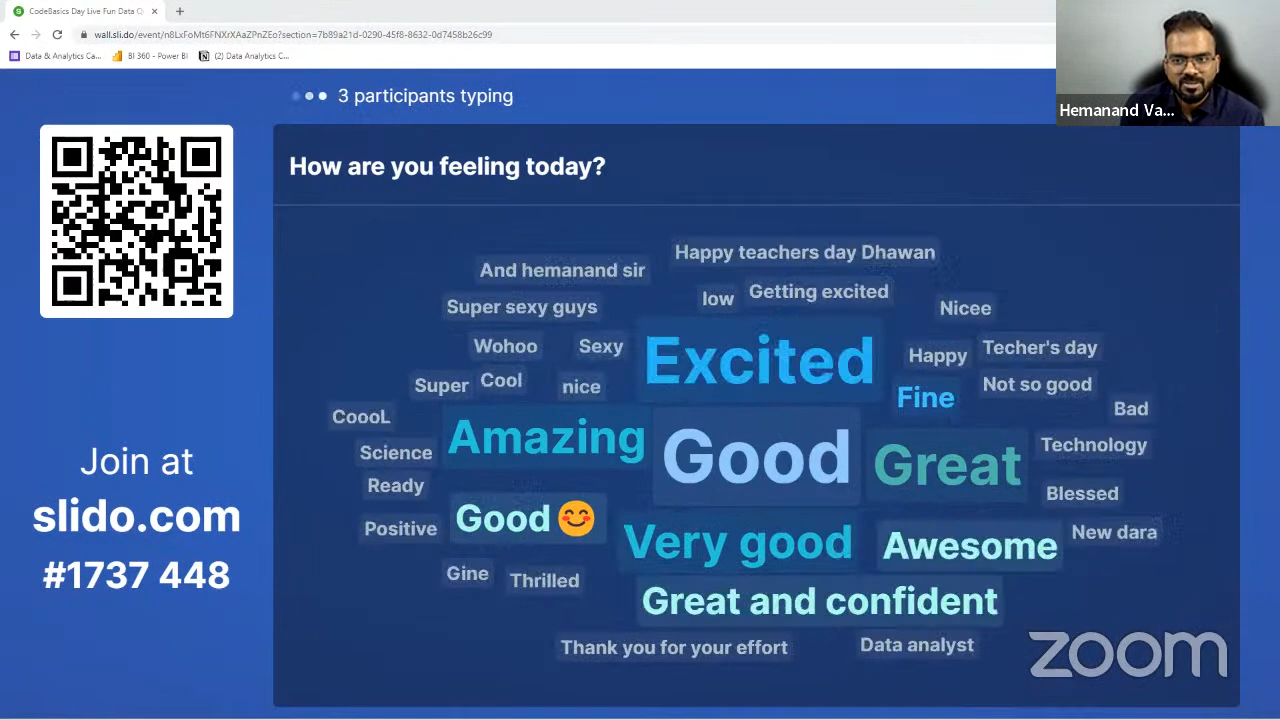 CodeBasics Day Live Fun Data Q
wall.sli.do/event/n8LxFoMt6FNXrXAaZPnZEo?section=7b89a21d-0290-45f8-8632-0d7458b26c99
Data & Analytics Ca...
BI 360 - Power BI
(2) Data Analytics C...
Hemanand Va...
3 participants typing
How are you feeling today?
Happy teachers day Dhawan
And hemanand sir
low
Getting excited
Super sexy guys
Nicee
Wohoo
Sexy
Excited
Happy
Techer's day
Super
Cool
nice
Fine
Not so good
CoooL
Bad
Science
Amazing
Good
Great
Technology
Ready
Blessed
Positive
Good😊
Very good
Awesome
New dara
Gine
Thrilled
Great and confident
Thank you for your effort
Data analyst
Join at
slido.com
#1737 448
zoom